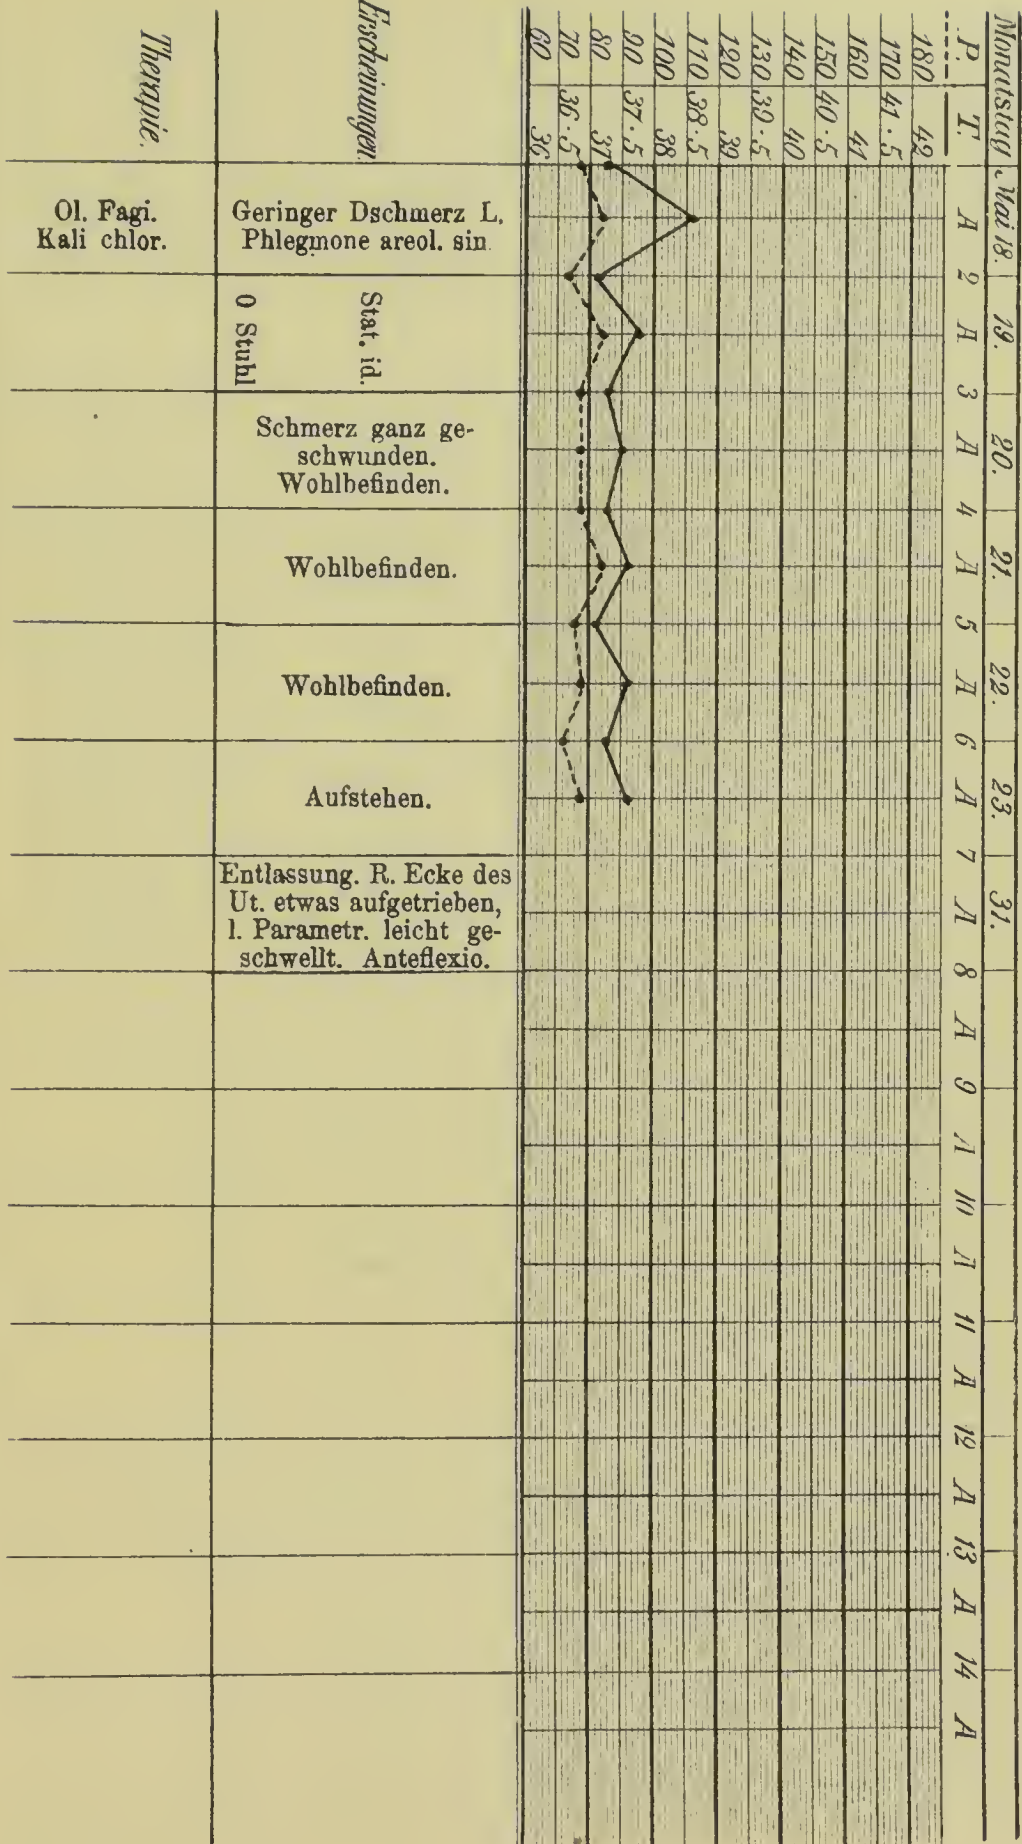 Monatstag. Mai 18. 19. 20. 21. 22. 23. 31.
P. T. A 2 A 3 A 4 A 5 A 6 A 7 A 8 A 9 A 10 A 11 A 12 A 13 A 14 A
180 42
170 41·5
160 41
150 40·5
140 40
130 39·5
120 39
110 38·5
100 38
90 37·5
80 37
70 36·5
60 36
Erscheinungen.
Geringer Dschmerz L.
Phlegmone areol. sin.
Stat. id.
0 Stuhl
Schmerz ganz ge-
schwunden.
Wohlbefinden.
Wohlbefinden.
Wohlbefinden.
Aufstehen.
Entlassung. R. Ecke des
Ut. etwas aufgetrieben,
l. Parametr. leicht ge-
schwellt. Anteflexio.
Therapie.
Ol. Fagi.
Kali chlor.